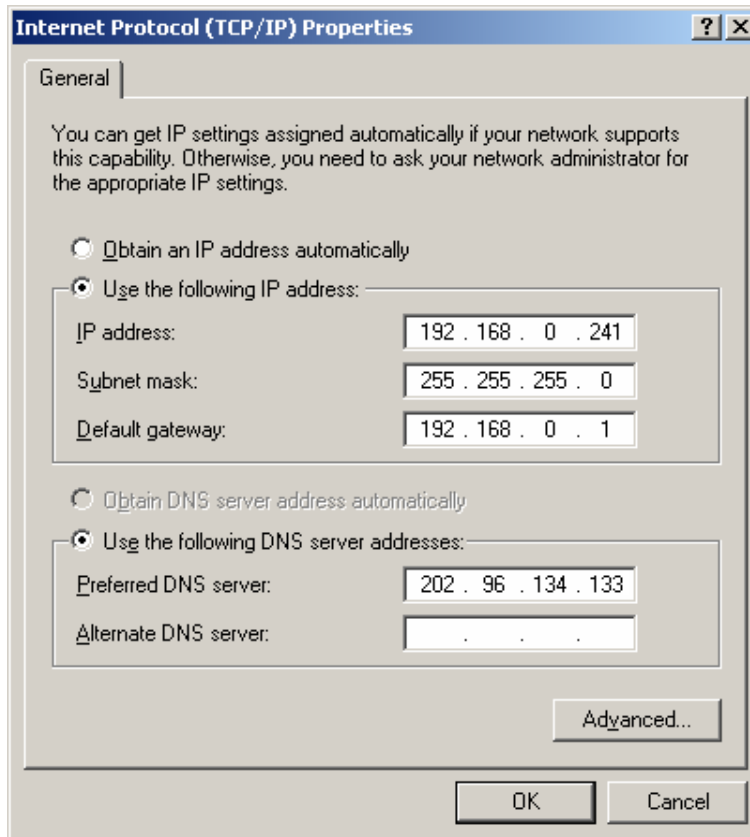 Internet Protocol (TCP/IP) Properties
General
You can get IP settings assigned automatically if your network supports
this capability. Otherwise, you need to ask your network administrator for
the appropriate IP settings.
Obtain an IP address automatically
Use the following IP address:
IP address: 192 . 168 . 0 . 241
Subnet mask: 255 . 255 . 255 . 0
Default gateway: 192 . 168 . 0 . 1
Obtain DNS server address automatically
Use the following DNS server addresses:
Preferred DNS server: 202 . 96 . 134 . 133
Alternate DNS server: . . .
Advanced...
OK Cancel